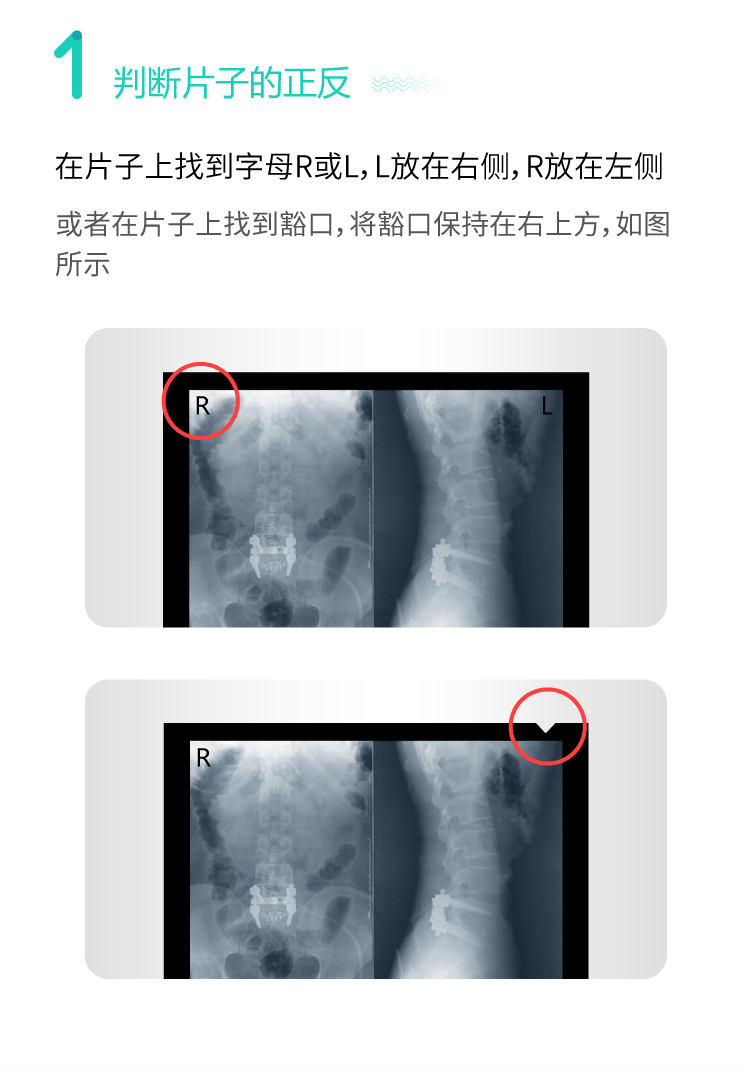 1 判断片子的正反
在片子上找到字母R或L，L放在右侧，R放在左侧
或者在片子上找到豁口，将豁口保持在右上方，如图
所示
R L
R